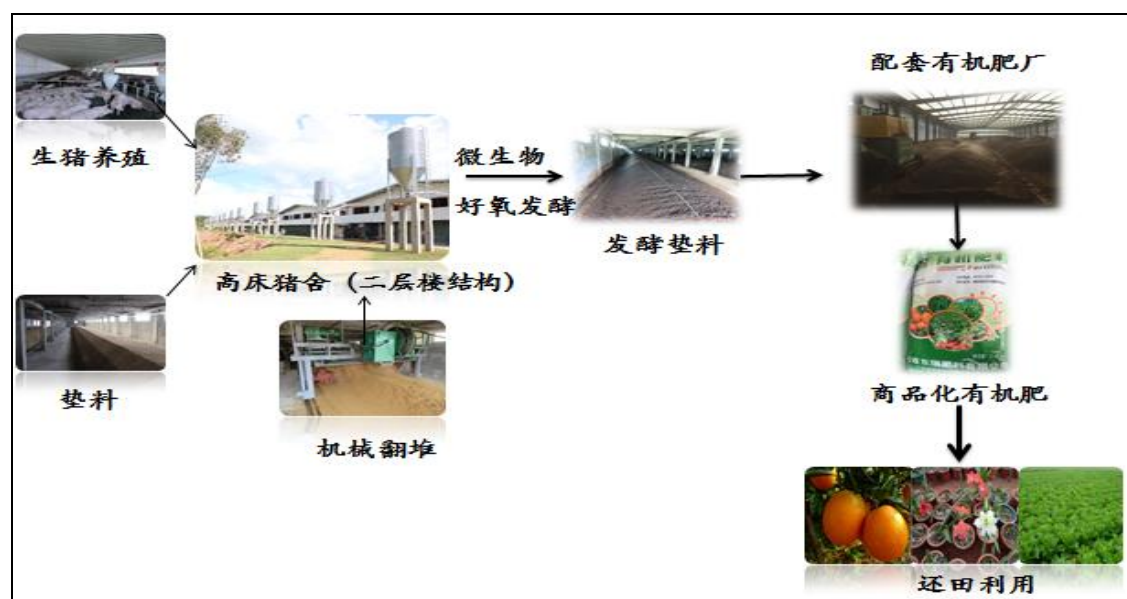 配套有机肥厂
生猪养殖
微生物
好氧发酵
发酵垫料
高床猪舍（二层楼结构）
垫料
机械翻堆
商品化有机肥
还田利用